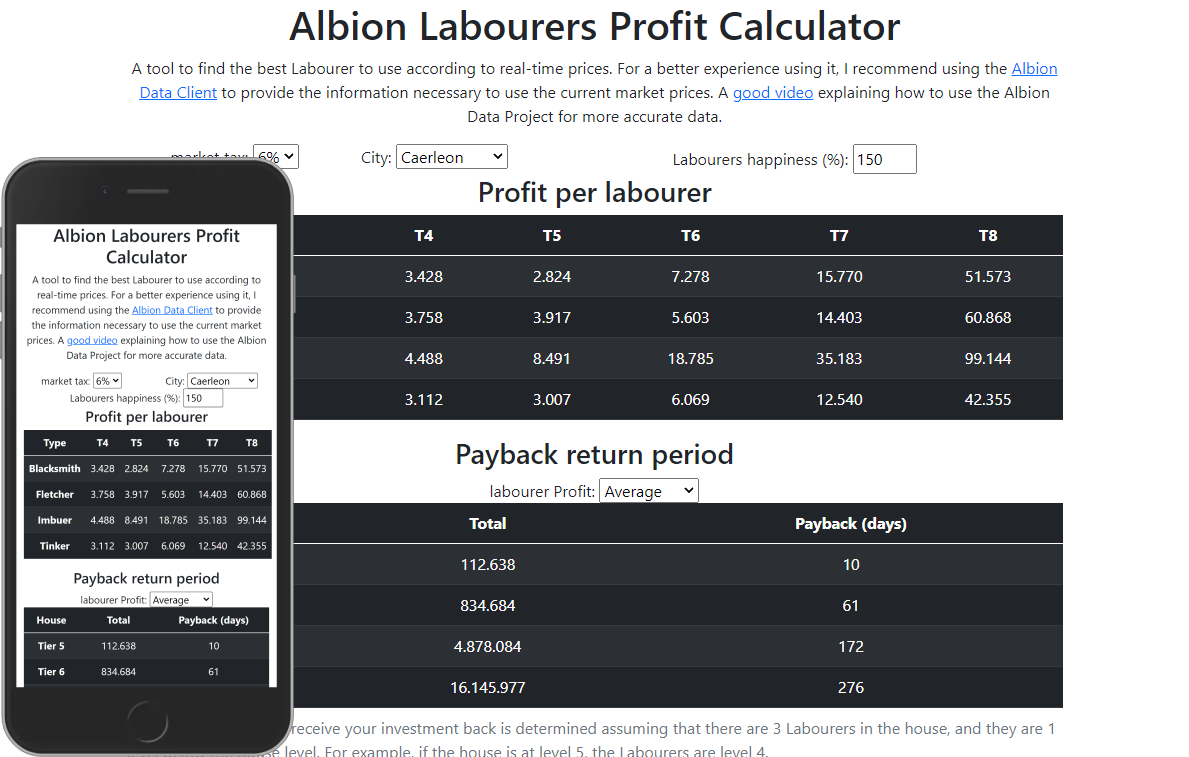 Albion Labourers Profit Calculator
A tool to find the best Labourer to use according to real-time prices. For a better experience using it, I recommend using the Albion
Data Client to provide the information necessary to use the current market prices. A good video explaining how to use the Albion
Data Project for more accurate data.
market tax: 6% City: Caerleon Labourers happiness (%): 150
Profit per labourer
T4 T5 T6 T7 T8
3.428 2.824 7.278 15.770 51.573
3.758 3.917 5.603 14.403 60.868
4.488 8.491 18.785 35.183 99.144
3.112 3.007 6.069 12.540 42.355
Payback return period
labourer Profit: Average
Total Payback (days)
112.638 10
834.684 61
4.878.084 172
16.145.977 276
receive your investment back is determined assuming that there are 3 Labourers in the house, and they are 1
level. For example, if the house is at level 5, the Labourers are level 4.
Albion Labourers Profit
Calculator
A tool to find the best Labourer to use according to
real-time prices. For a better experience using it, I
recommend using the Albion Data Client to provide
the information necessary to use the current market
prices. A good video explaining how to use the Albion
Data Project for more accurate data.
market tax: 6% City: Caerleon
Labourers happiness (%): 150
Profit per labourer
Type T4 T5 T6 T7 T8
Blacksmith 3.428 2.824 7.278 15.770 51.573
Fletcher 3.758 3.917 5.603 14.403 60.868
Imbuer 4.488 8.491 18.785 35.183 99.144
Tinker 3.112 3.007 6.069 12.540 42.355
Payback return period
labourer Profit: Average
House Total Payback (days)
Tier 5 112.638 10
Tier 6 834.684 61